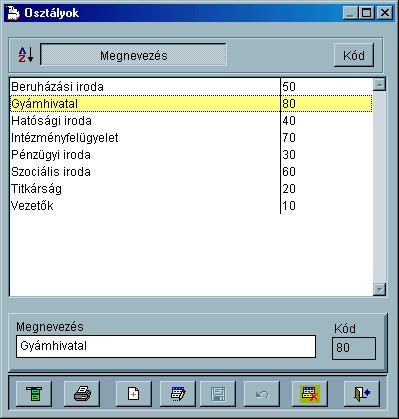 Osztályok
A
Z
Megnevezés
Kód
Beruházási iroda 50
Gyámhivatal 80
Hatósági iroda 40
Intézményfelügyelet 70
Pénzügyi iroda 30
Szociális iroda 60
Titkárság 20
Vezetők 10
Megnevezés Kód
Gyámhivatal 80